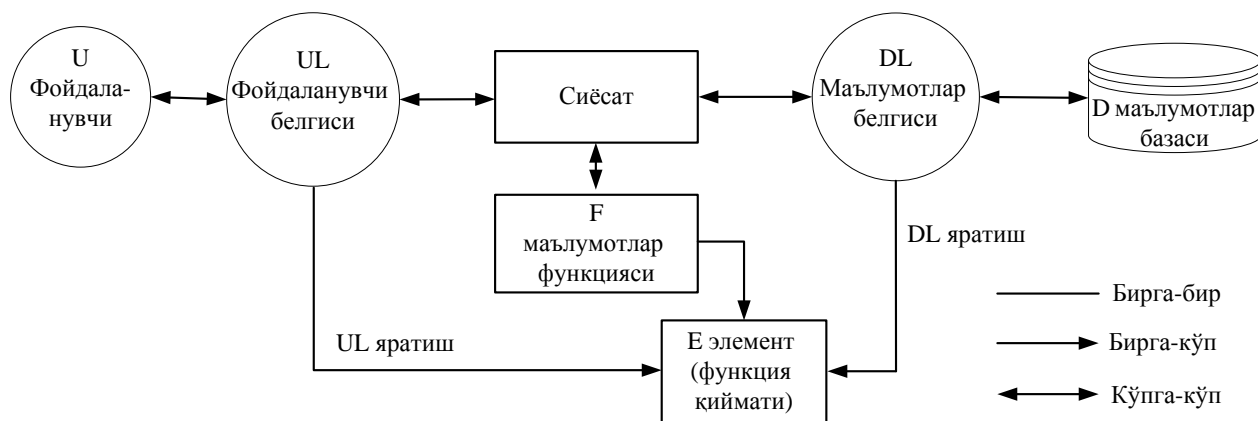 U
Фойдала-
нувчи
UL
Фойдаланувчи
белгиси
Сиёсат
DL
Маълумотлар
белгиси
D маълумотлар
базаси
F
маълумотлар
функцияси
DL яратиш
UL яратиш
E элемент
(функция
қиймати)
Бирга-бир
Бирга-кўп
Кўпга-кўп